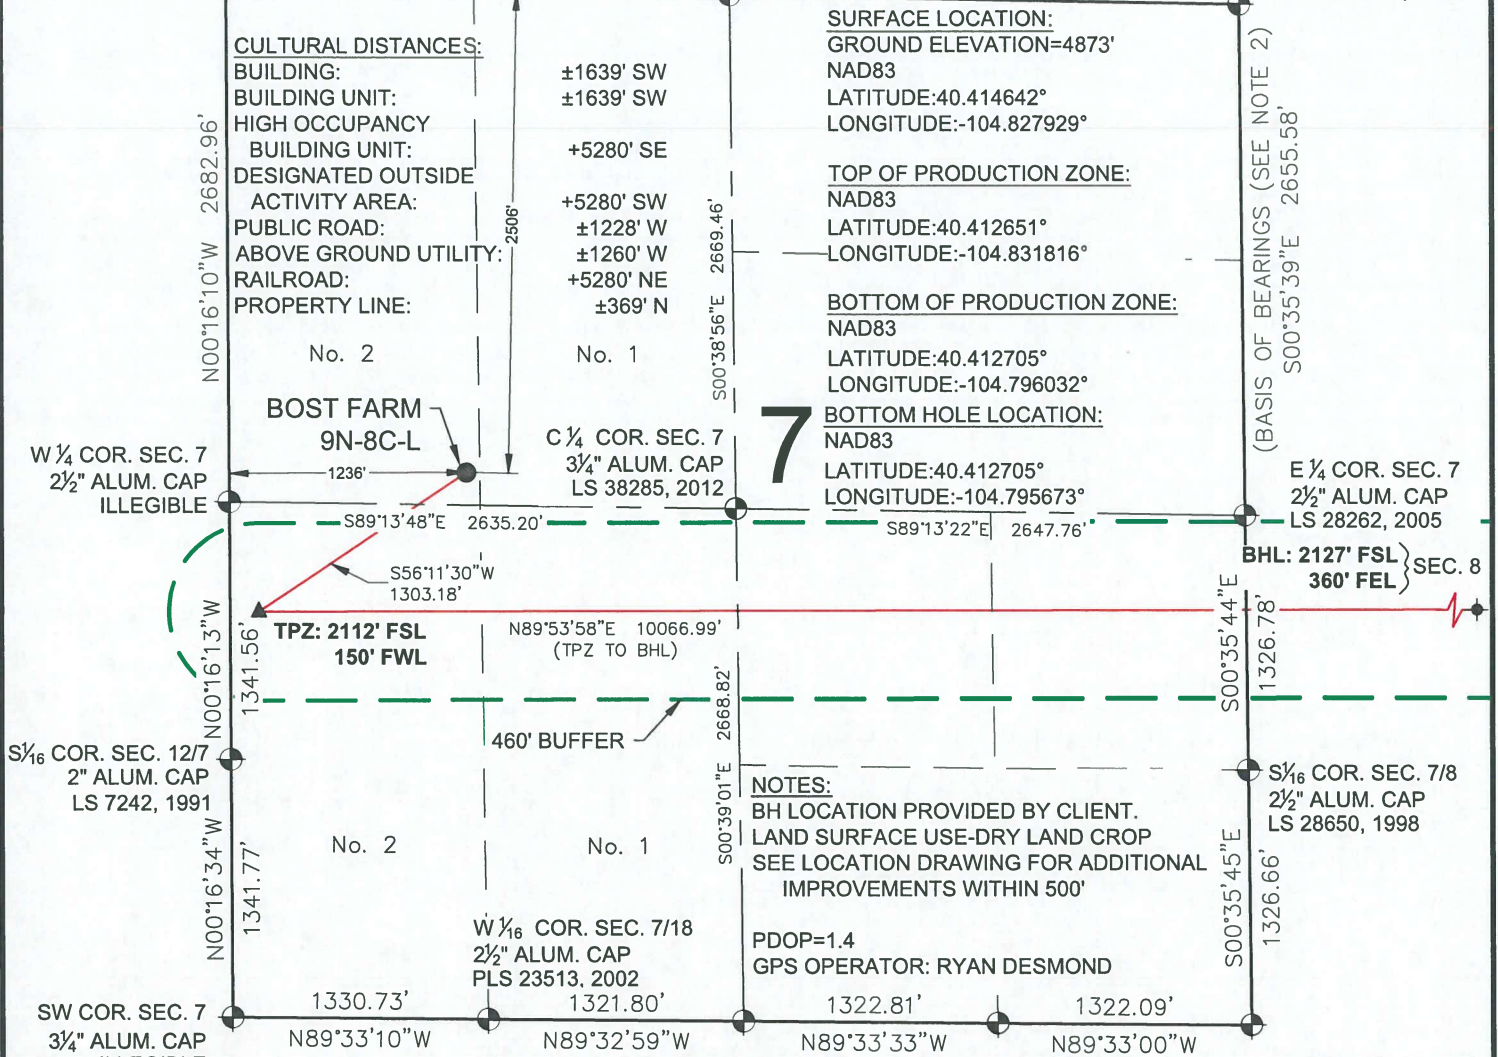 CULTURAL DISTANCES:
BUILDING: ±1639' SW
BUILDING UNIT: ±1639' SW
HIGH OCCUPANCY
BUILDING UNIT: +5280' SE
DESIGNATED OUTSIDE
ACTIVITY AREA: +5280' SW
PUBLIC ROAD: ±1228' W
ABOVE GROUND UTILITY: ±1260' W
RAILROAD: +5280' NE
PROPERTY LINE: ±369' N
SURFACE LOCATION:
GROUND ELEVATION=4873'
NAD83
LATITUDE:40.414642°
LONGITUDE:-104.827929°
TOP OF PRODUCTION ZONE:
NAD83
LATITUDE:40.412651°
LONGITUDE:-104.831816°
BOTTOM OF PRODUCTION ZONE:
NAD83
LATITUDE:40.412705°
LONGITUDE:-104.796032°
BOTTOM HOLE LOCATION:
NAD83
LATITUDE:40.412705°
LONGITUDE:-104.795673°
N00°16'10"W 2682.96'
2506'
S00°38'56"E 2669.46'
(BASIS OF BEARINGS (SEE NOTE 2)
S00°35'39"E 2655.58'
No. 2
No. 1
7
BOST FARM
9N-8C-L
1236'
W ¼ COR. SEC. 7
2½" ALUM. CAP
ILLEGIBLE
C ¼ COR. SEC. 7
3¼" ALUM. CAP
LS 38285, 2012
E ¼ COR. SEC. 7
2½" ALUM. CAP
LS 28262, 2005
S89°13'48"E 2635.20'
S89°13'22"E 2647.76'
BHL: 2127' FSL
360' FEL
SEC. 8
S56°11'30"W
1303.18'
TPZ: 2112' FSL
150' FWL
N89°53'58"E 10066.99'
(TPZ TO BHL)
N00°16'13"W
1341.56'
S00°39'01"E 2668.82'
S00°35'44"E
1326.78'
460' BUFFER
S1⁄16 COR. SEC. 12/7
2" ALUM. CAP
LS 7242, 1991
S1⁄16 COR. SEC. 7/8
2½" ALUM. CAP
LS 28650, 1998
NOTES:
BH LOCATION PROVIDED BY CLIENT.
LAND SURFACE USE-DRY LAND CROP
SEE LOCATION DRAWING FOR ADDITIONAL
IMPROVEMENTS WITHIN 500'
PDOP=1.4
GPS OPERATOR: RYAN DESMOND
No. 2
No. 1
N00°16'34"W
1341.77'
S00°35'45"E
1326.66'
W 1⁄16 COR. SEC. 7/18
2½" ALUM. CAP
PLS 23513, 2002
SW COR. SEC. 7
3¼" ALUM. CAP
1330.73'
1321.80'
1322.81'
1322.09'
N89°33'10"W
N89°32'59"W
N89°33'33"W
N89°33'00"W